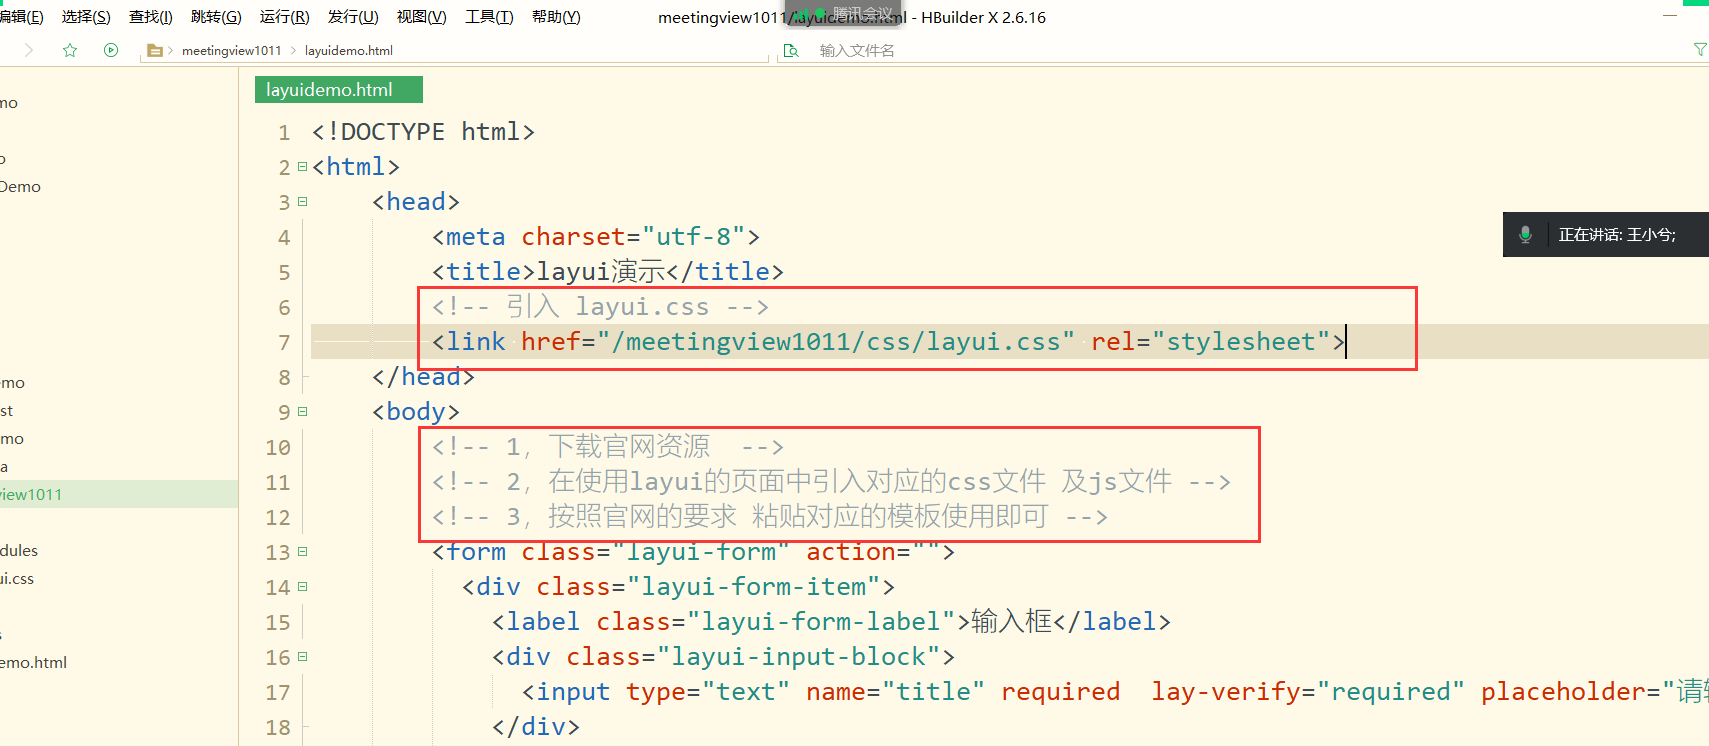 编辑(E) 选择(S) 查找(I) 跳转(G) 运行(R) 发行(U) 视图(V) 工具(T) 帮助(Y) meetingview1011/layuidemo.html - HBuilder X 2.6.16
腾讯会议
meetingview1011 > layuidemo.html 输入文件名
layuidemo.html
mo
o
Demo
emo
st
mo
a
view1011
dules
ui.css
s
emo.html
1 <!DOCTYPE html>
2 <html>
3 <head>
4 <meta charset="utf-8">
5 <title>layui演示</title>
6 <!-- 引入 layui.css -->
7 <link href="/meetingview1011/css/layui.css" rel="stylesheet">
8 </head>
9 <body>
10 <!-- 1, 下载官网资源  -->
11 <!-- 2, 在使用layui的页面中引入对应的css文件 及js文件 -->
12 <!-- 3, 按照官网的要求 粘贴对应的模板使用即可 -->
13 <form class="layui-form" action="">
14 <div class="layui-form-item">
15 <label class="layui-form-label">输入框</label>
16 <div class="layui-input-block">
17 <input type="text" name="title" required  lay-verify="required" placeholder="请输
18 </div>
正在讲话: 王小兮;